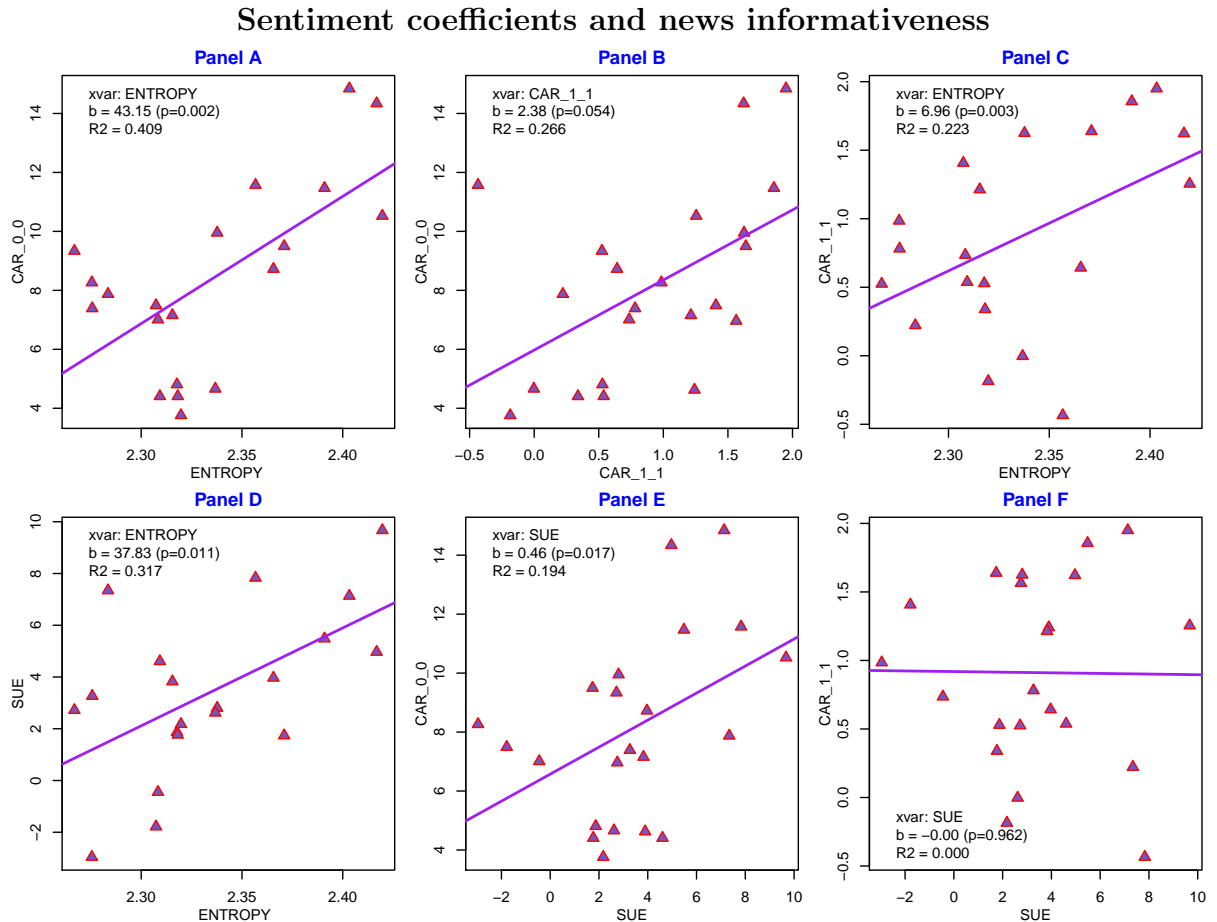 Sentiment coefficients and news informativeness
Panel A
xvar: ENTROPY
b = 43.15 (p=0.002)
R2 = 0.409
CAR_0_0
4 6 8 10 12 14
2.30 2.35 2.40
ENTROPY
Panel B
xvar: CAR_1_1
b = 2.38 (p=0.054)
R2 = 0.266
CAR_0_0
4 6 8 10 12 14
−0.5 0.0 0.5 1.0 1.5 2.0
CAR_1_1
Panel C
xvar: ENTROPY
b = 6.96 (p=0.003)
R2 = 0.223
CAR_1_1
−0.5 0.0 0.5 1.0 1.5 2.0
2.30 2.35 2.40
ENTROPY
Panel D
xvar: ENTROPY
b = 37.83 (p=0.011)
R2 = 0.317
SUE
−2 0 2 4 6 8 10
2.30 2.35 2.40
ENTROPY
Panel E
xvar: SUE
b = 0.46 (p=0.017)
R2 = 0.194
CAR_0_0
4 6 8 10 12 14
−2 0 2 4 6 8 10
SUE
Panel F
xvar: SUE
b = −0.00 (p=0.962)
R2 = 0.000
CAR_1_1
−0.5 0.0 0.5 1.0 1.5 2.0
−2 0 2 4 6 8 10
SUE